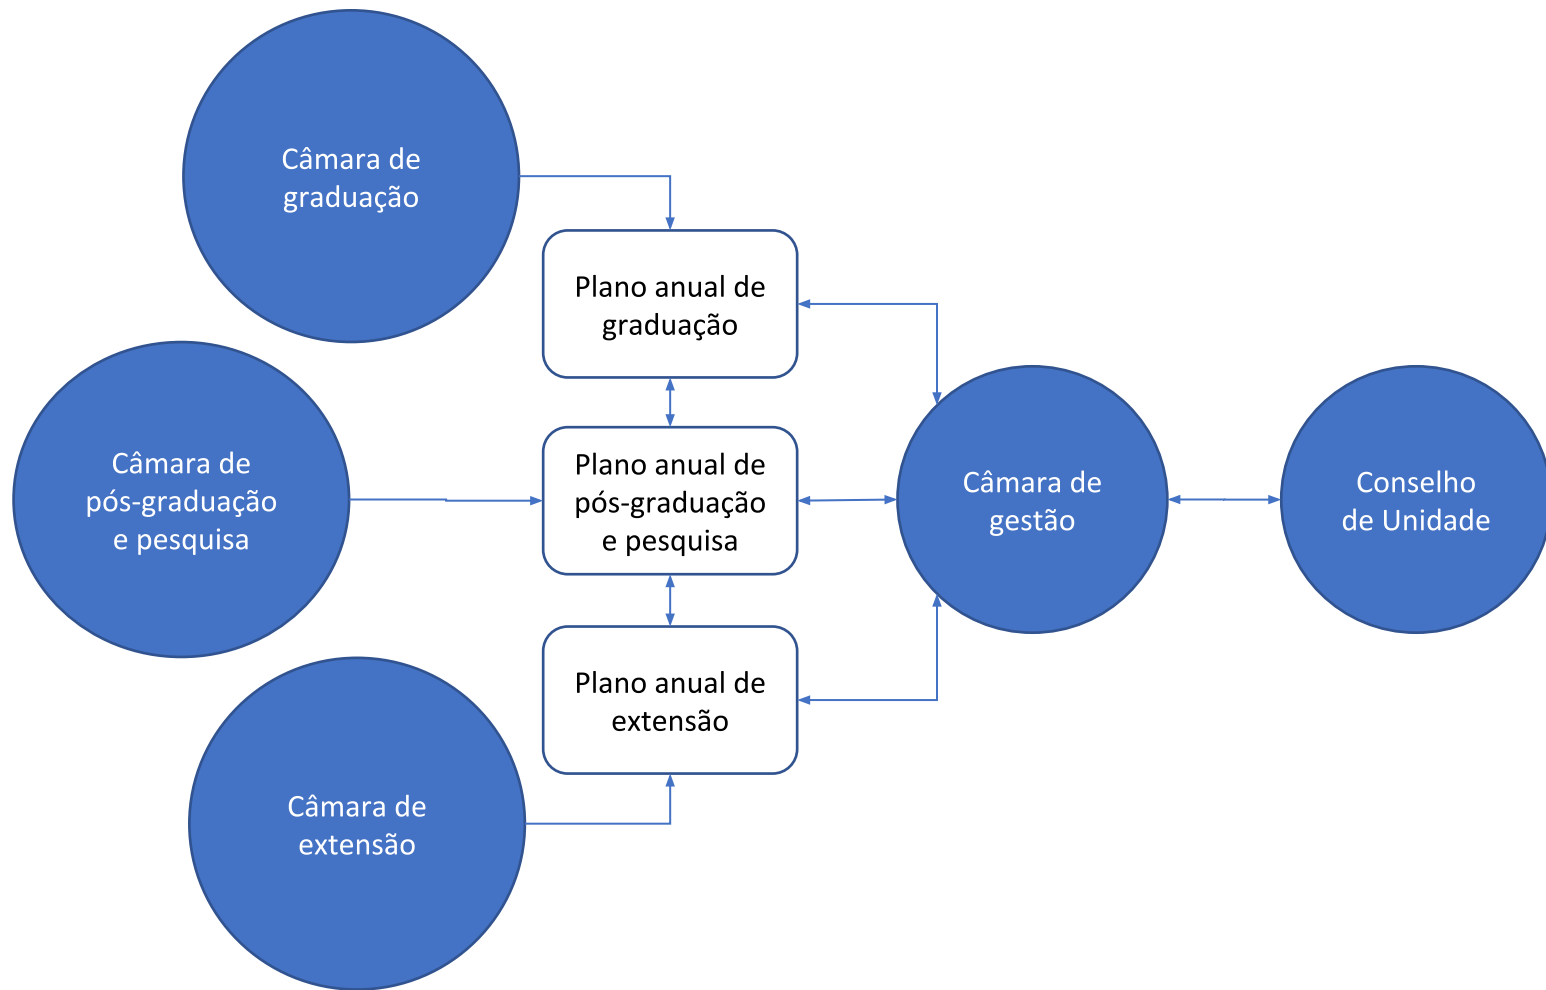 Câmara de
graduação
Plano anual de
graduação
Câmara de
pós-graduação
e pesquisa
Plano anual de
pós-graduação
e pesquisa
Câmara de
gestão
Conselho
de Unidade
Plano anual de
extensão
Câmara de
extensão